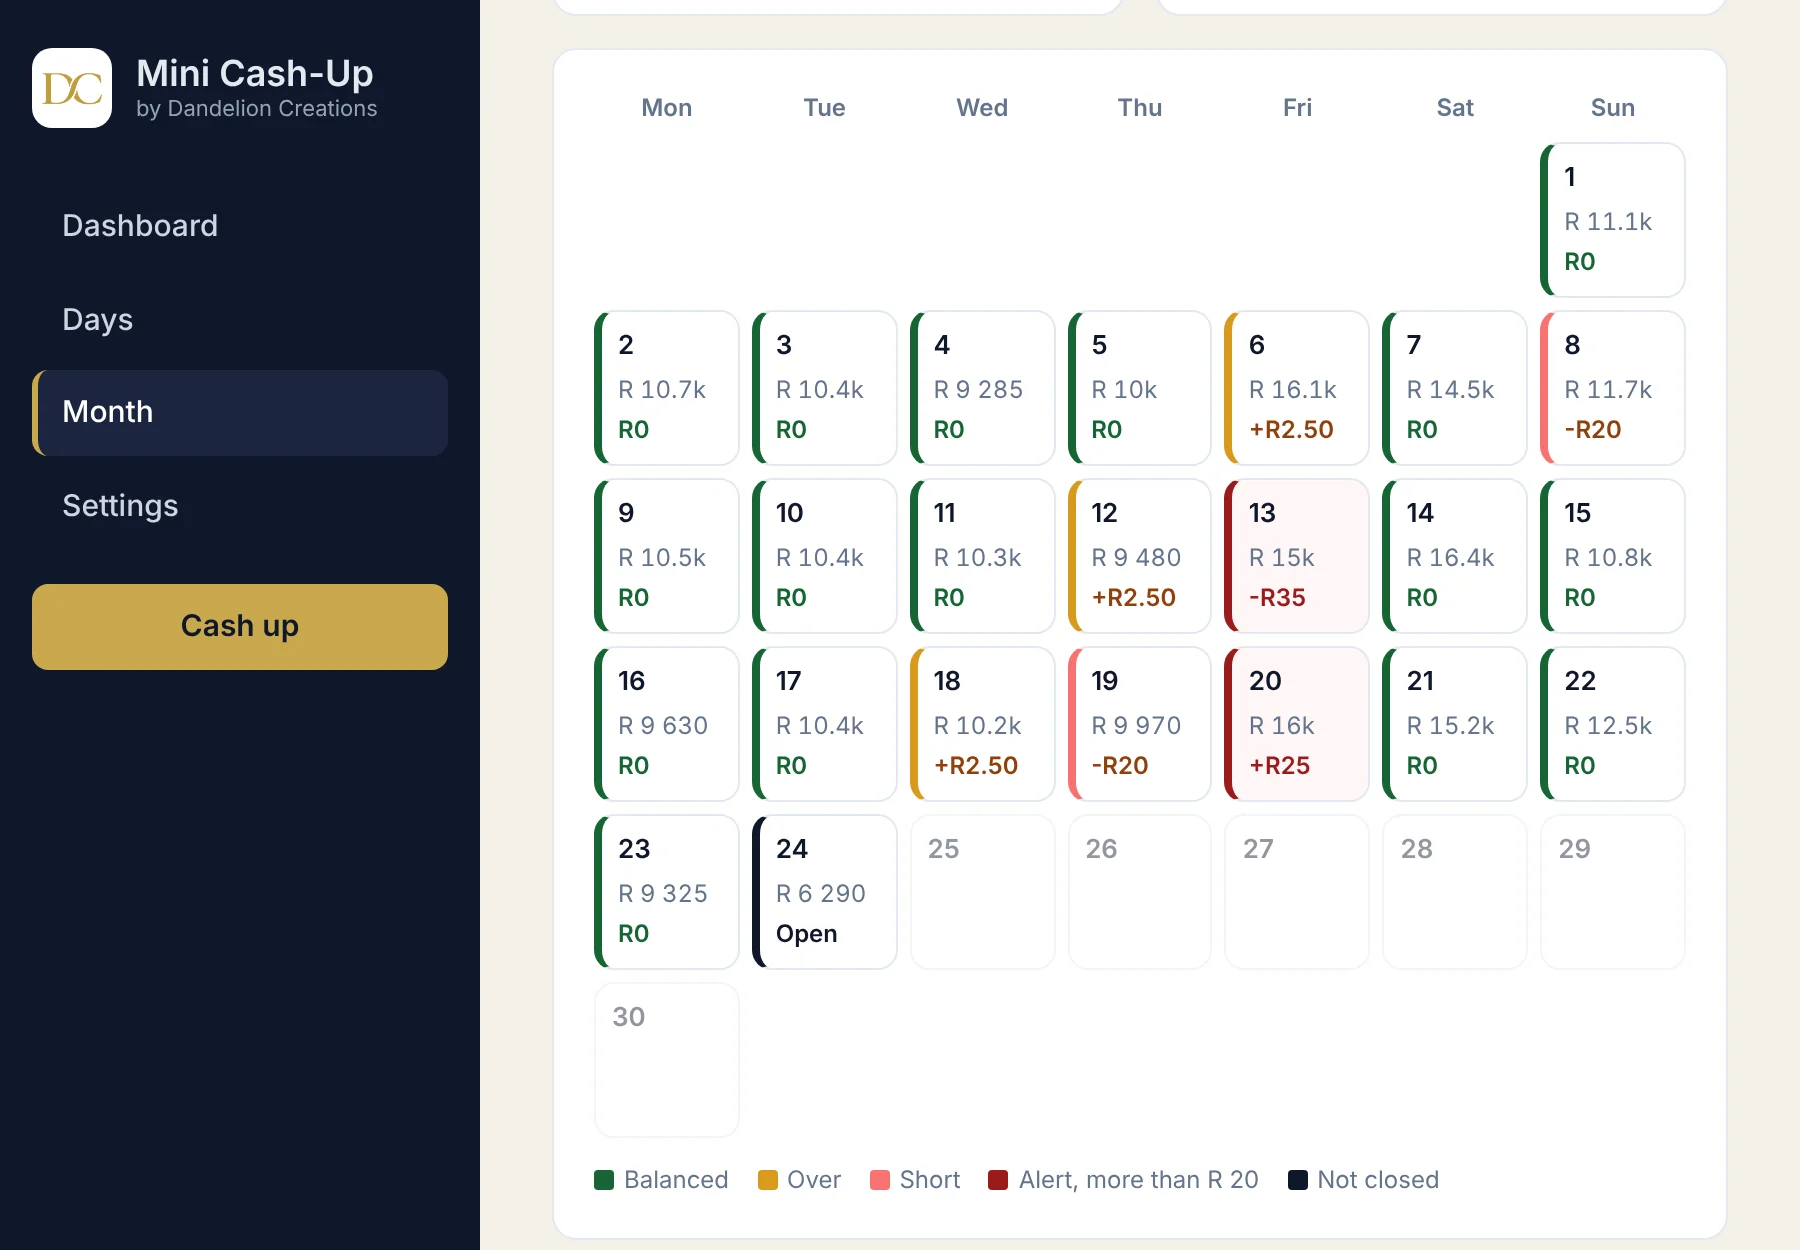 DC
Mini Cash-Up
by Dandelion Creations
Dashboard
Days
Month
Settings
Cash up
Mon Tue Wed Thu Fri Sat Sun
1
R 11.1k
R0
2 3 4 5 6 7 8
R 10.7k R 10.4k R 9 285 R 10k R 16.1k R 14.5k R 11.7k
R0 R0 R0 R0 +R2.50 R0 -R20
9 10 11 12 13 14 15
R 10.5k R 10.4k R 10.3k R 9 480 R 15k R 16.4k R 10.8k
R0 R0 R0 +R2.50 -R35 R0 R0
16 17 18 19 20 21 22
R 9 630 R 10.4k R 10.2k R 9 970 R 16k R 15.2k R 12.5k
R0 R0 +R2.50 -R20 +R25 R0 R0
23 24 25 26 27 28 29
R 9 325 R 6 290
R0 Open
30
Balanced Over Short Alert, more than R 20 Not closed